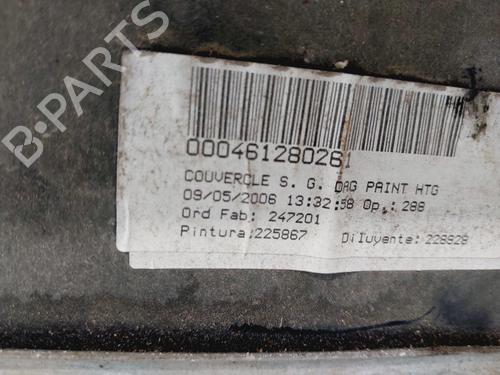 B-PARTS
000461280261
COUVERCLE S. G. DAG PAINT HTG
09/05/2006 13:32:58 Op.: 288
Ord Fab: 247201
Pintura:225867 Diluyente: 228828